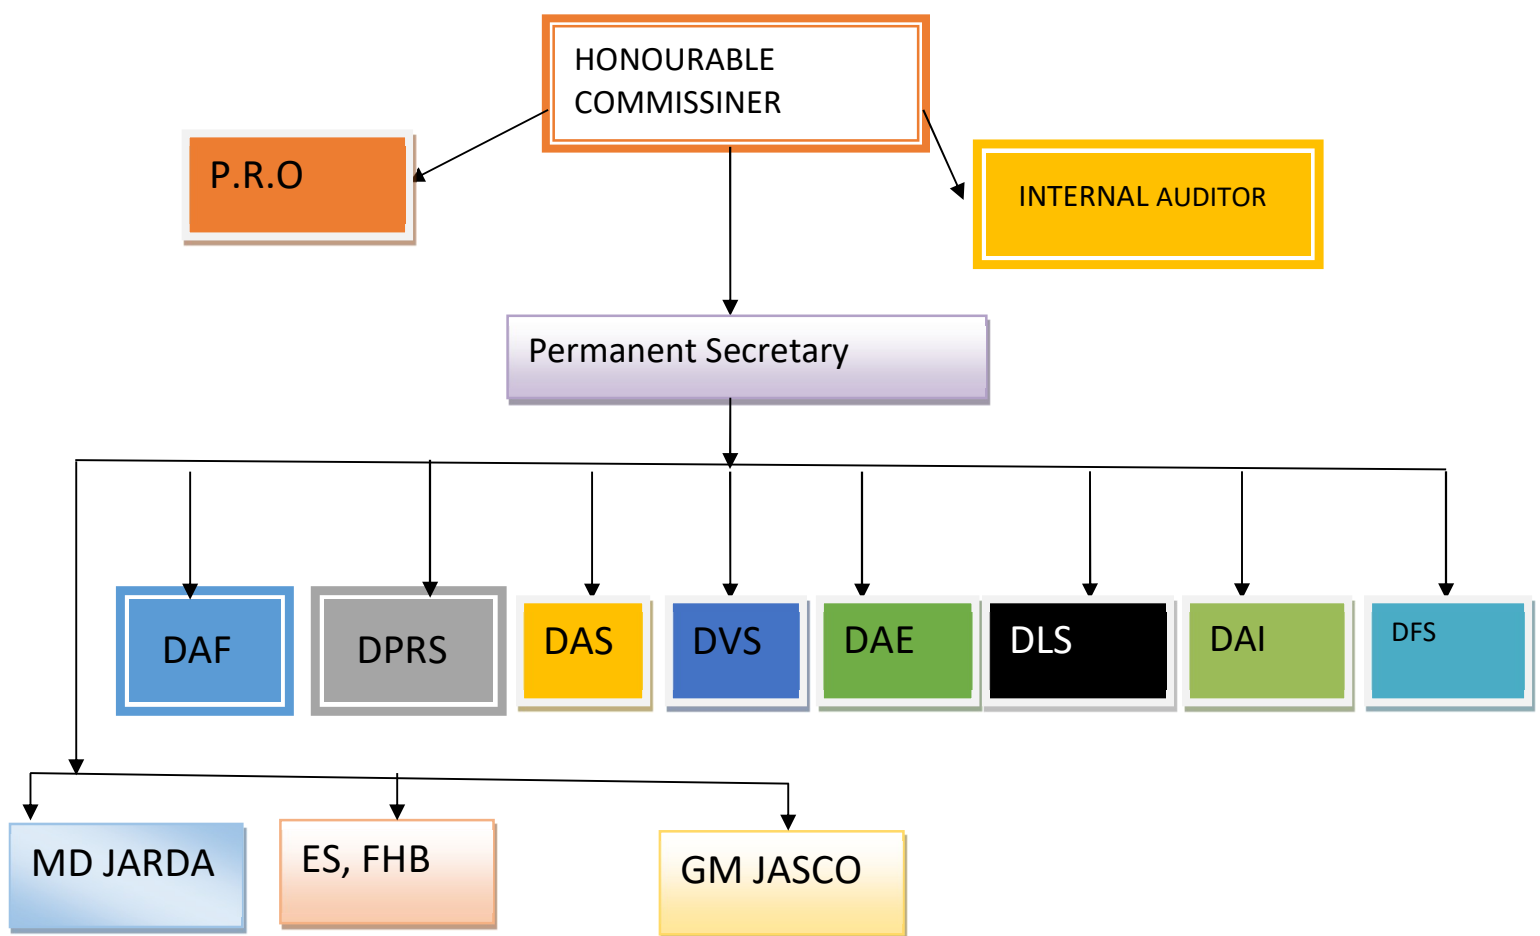 HONOURABLE
COMMISSINER
P.R.O
INTERNAL AUDITOR
Permanent Secretary
DAF
DPRS
DAS
DVS
DAE
DLS
DAI
DFS
MD JARDA
ES, FHB
GM JASCO